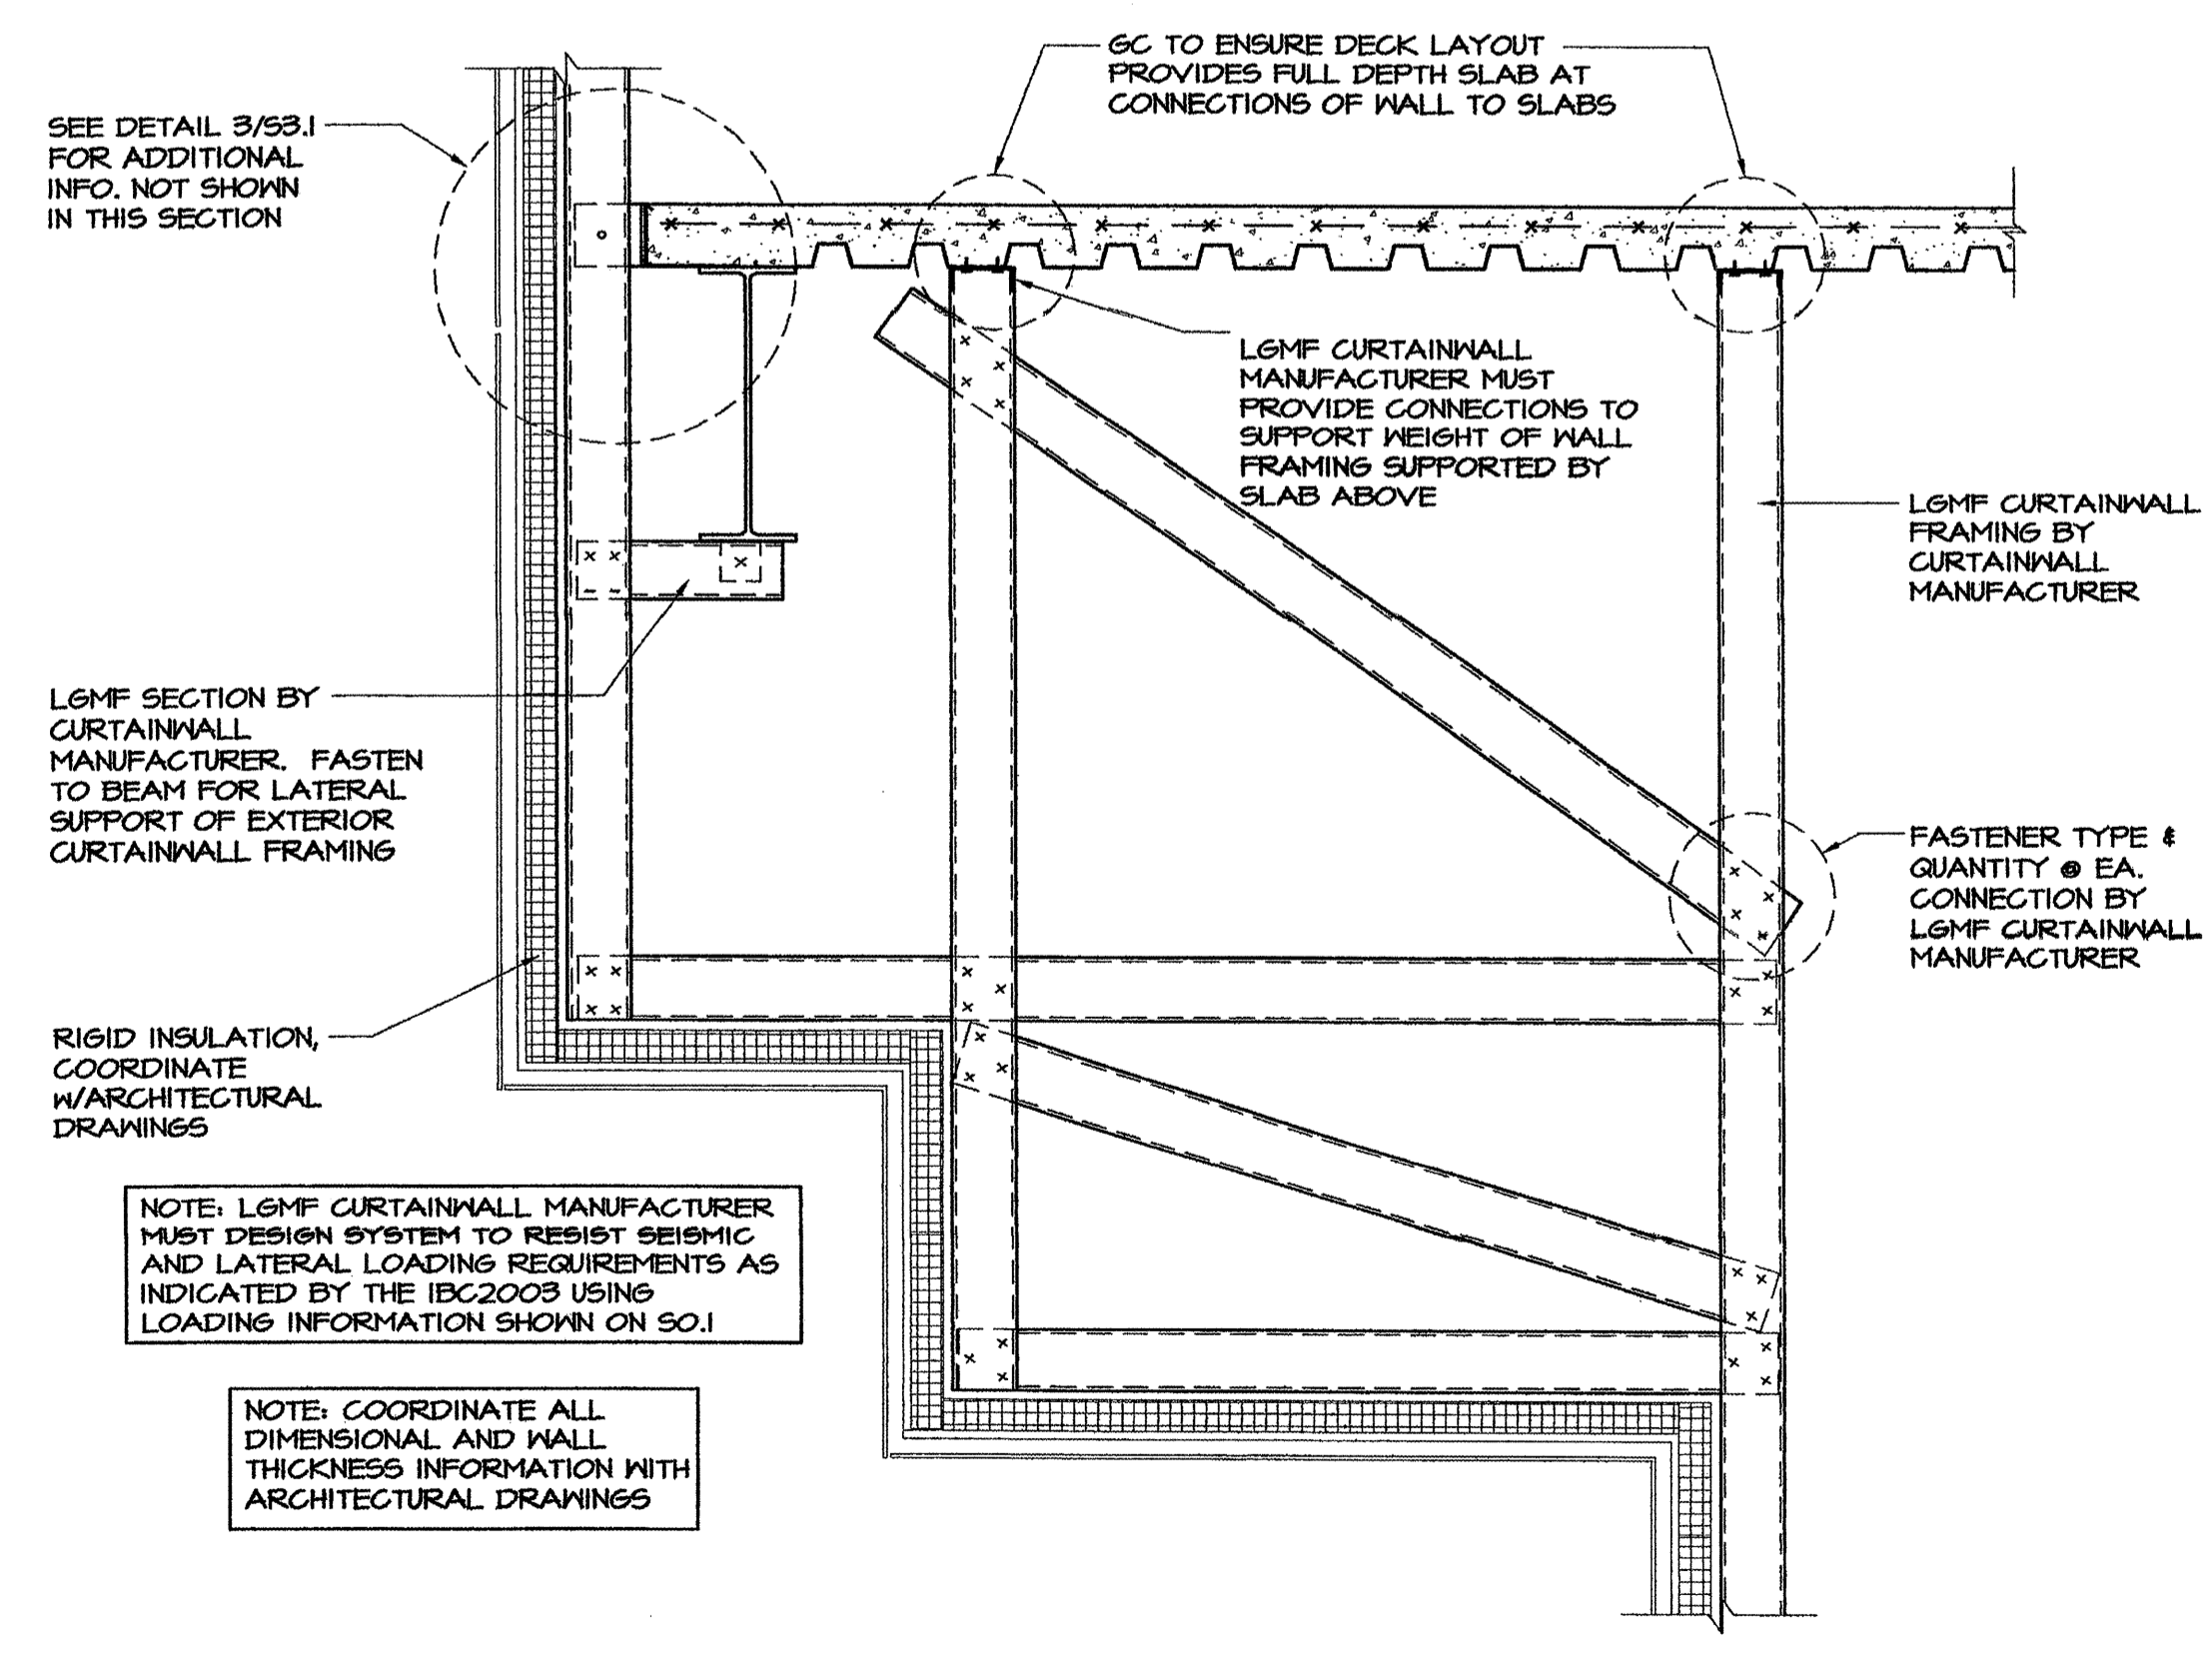 GC TO ENSURE DECK LAYOUT
PROVIDES FULL DEPTH SLAB AT
CONNECTIONS OF WALL TO SLABS
SEE DETAIL 3/S3.1
FOR ADDITIONAL
INFO. NOT SHOWN
IN THIS SECTION
LGMF CURTAINWALL
MANUFACTURER MUST
PROVIDE CONNECTIONS TO
SUPPORT WEIGHT OF WALL
FRAMING SUPPORTED BY
SLAB ABOVE
LGMF CURTAINWALL
FRAMING BY
CURTAINWALL
MANUFACTURER
LGMF SECTION BY
CURTAINWALL
MANUFACTURER. FASTEN
TO BEAM FOR LATERAL
SUPPORT OF EXTERIOR
CURTAINWALL FRAMING
FASTENER TYPE &
QUANTITY @ EA.
CONNECTION BY
LGMF CURTAINWALL
MANUFACTURER
RIGID INSULATION,
COORDINATE
W/ARCHITECTURAL
DRAWINGS
NOTE: LGMF CURTAINWALL MANUFACTURER
MUST DESIGN SYSTEM TO RESIST SEISMIC
AND LATERAL LOADING REQUIREMENTS AS
INDICATED BY THE IBC2003 USING
LOADING INFORMATION SHOWN ON S0.1
NOTE: COORDINATE ALL
DIMENSIONAL AND WALL
THICKNESS INFORMATION WITH
ARCHITECTURAL DRAWINGS